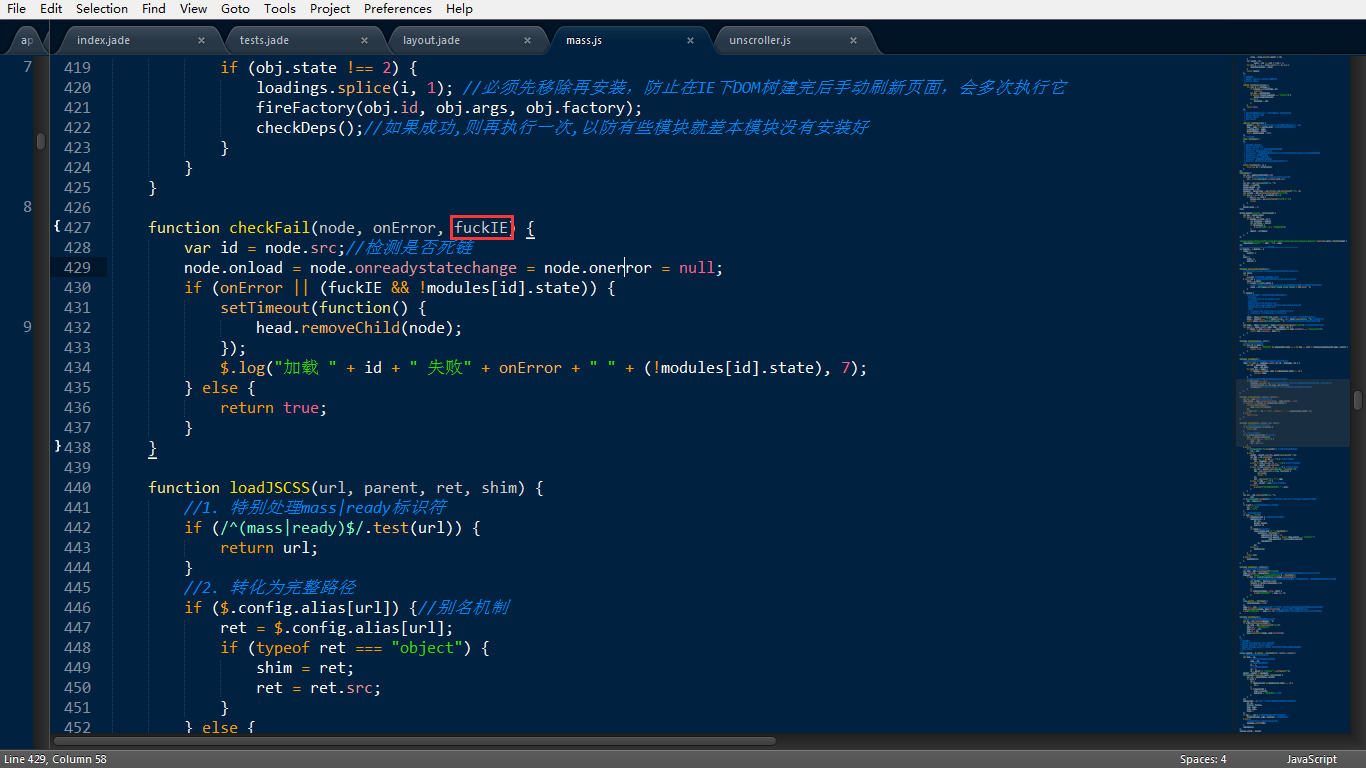 File Edit Selection Find View Goto Tools Project Preferences Help
ap index.jade × tests.jade × layout.jade × mass.js × unscroller.js ×
7
8
9
419 if (obj.state !== 2) {
420 loadings.splice(i, 1); //必须先移除再安装，防止在IE下DOM树建完后手动刷新页面，会多次执行它
421 fireFactory(obj.id, obj.args, obj.factory);
422 checkDeps();//如果成功,则再执行一次,以防有些模块就差本模块没有安装好
423 }
424 }
425 }
426
{427 function checkFail(node, onError, fuckIE) {
428 var id = node.src;//检测是否死链
429 node.onload = node.onreadystatechange = node.onerror = null;
430 if (onError || (fuckIE && !modules[id].state)) {
431 setTimeout(function() {
432 head.removeChild(node);
433 });
434 $.log("加载 " + id + " 失败" + onError + " " + (!modules[id].state), 7);
435 } else {
436 return true;
437 }
}438 }
439
440 function loadJSCSS(url, parent, ret, shim) {
441 //1. 特别处理mass|ready标识符
442 if (/^(mass|ready)$/.test(url)) {
443 return url;
444 }
445 //2. 转化为完整路径
446 if ($.config.alias[url]) {//别名机制
447 ret = $.config.alias[url];
448 if (typeof ret === "object") {
449 shim = ret;
450 ret = ret.src;
451 }
452 } else {
Line 429, Column 58 Spaces: 4 JavaScript